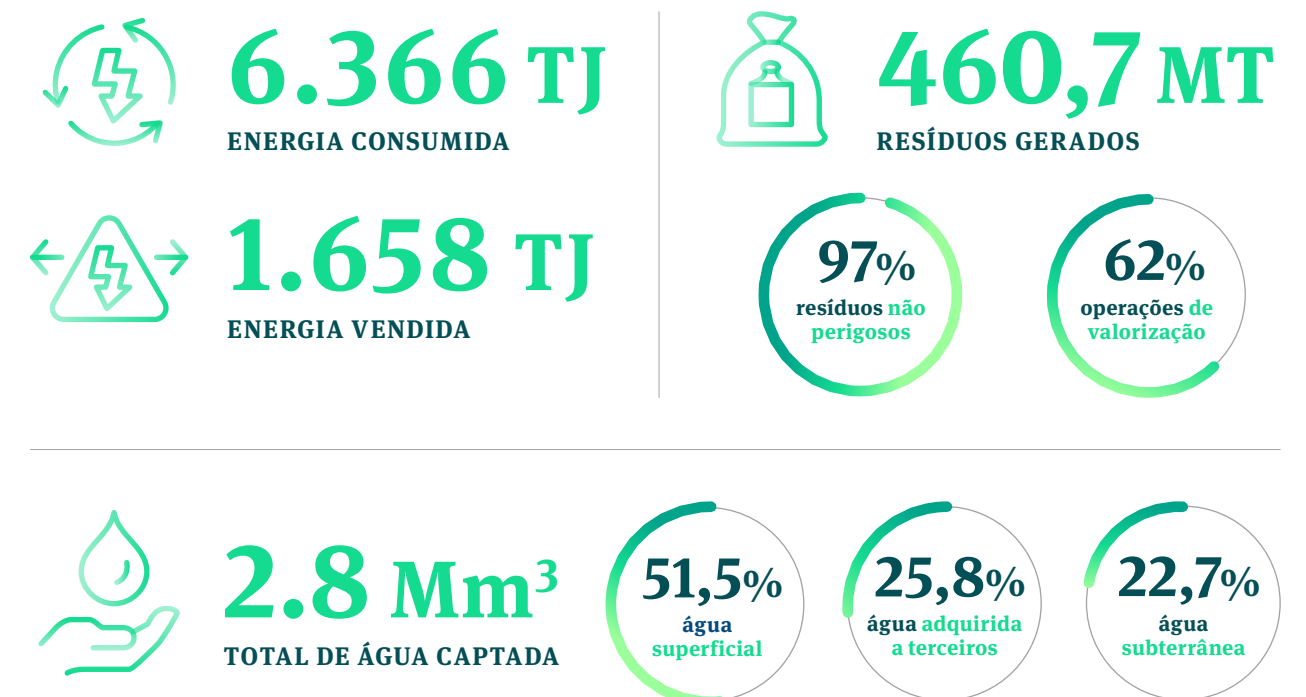 6.366 TJ
ENERGIA CONSUMIDA
1.658 TJ
ENERGIA VENDIDA
460,7 MT
RESÍDUOS GERADOS
97%
resíduos não
perigosos
62%
operações de
valorização
2.8 Mm³
TOTAL DE ÁGUA CAPTADA
51,5%
água
superficial
25,8%
água adquirida
a terceiros
22,7%
água
subterrânea